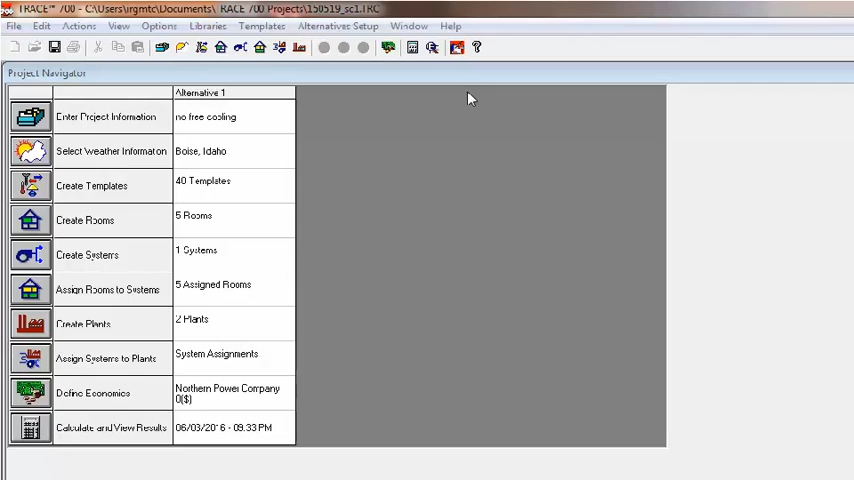 TRACE™ 700 - C:\Users\rgmtc\Documents\ RACE 700 Projects\150519_sc1.TRC
File Edit Actions View Options Libraries Templates Alternatives Setup Window Help
Project Navigator
Alternative 1
Enter Project Information no free cooling
Select Weather Information Boise, Idaho
Create Templates 40 Templates
Create Rooms 5 Rooms
Create Systems 1 Systems
Assign Rooms to Systems 5 Assigned Rooms
Create Plants 2 Plants
Assign Systems to Plants System Assignments
Define Economics Northern Power Company
0($)
Calculate and View Results 06/03/2016 - 09:33 PM